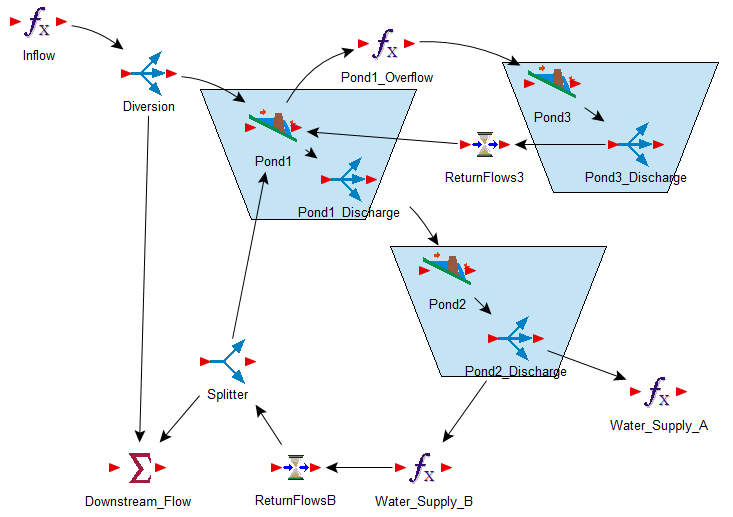 Inflow
Pond1_Overflow
Diversion
Pond3
Pond1
ReturnFlows3
Pond3_Discharge
Pond1_Discharge
Pond2
Pond2_Discharge
Splitter
Water_Supply_A
Downstream_Flow
ReturnFlowsB
Water_Supply_B